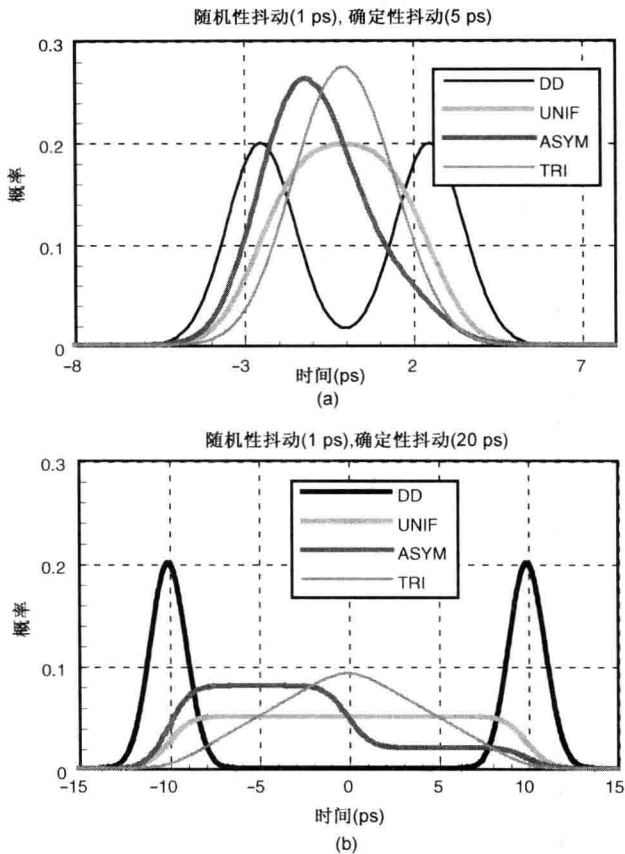 随机性抖动(1 ps), 确定性抖动(5 ps)
0.3
DD
UNIF
ASYM
TRI
0.2
概率
0.1
0
-8
-3
2
7
时间(ps)
(a)
随机性抖动(1 ps),确定性抖动(20 ps)
0.3
DD
UNIF
ASYM
TRI
0.2
概率
0.1
0
-15
-10
-5
0
5
10
15
时间(ps)
(b)